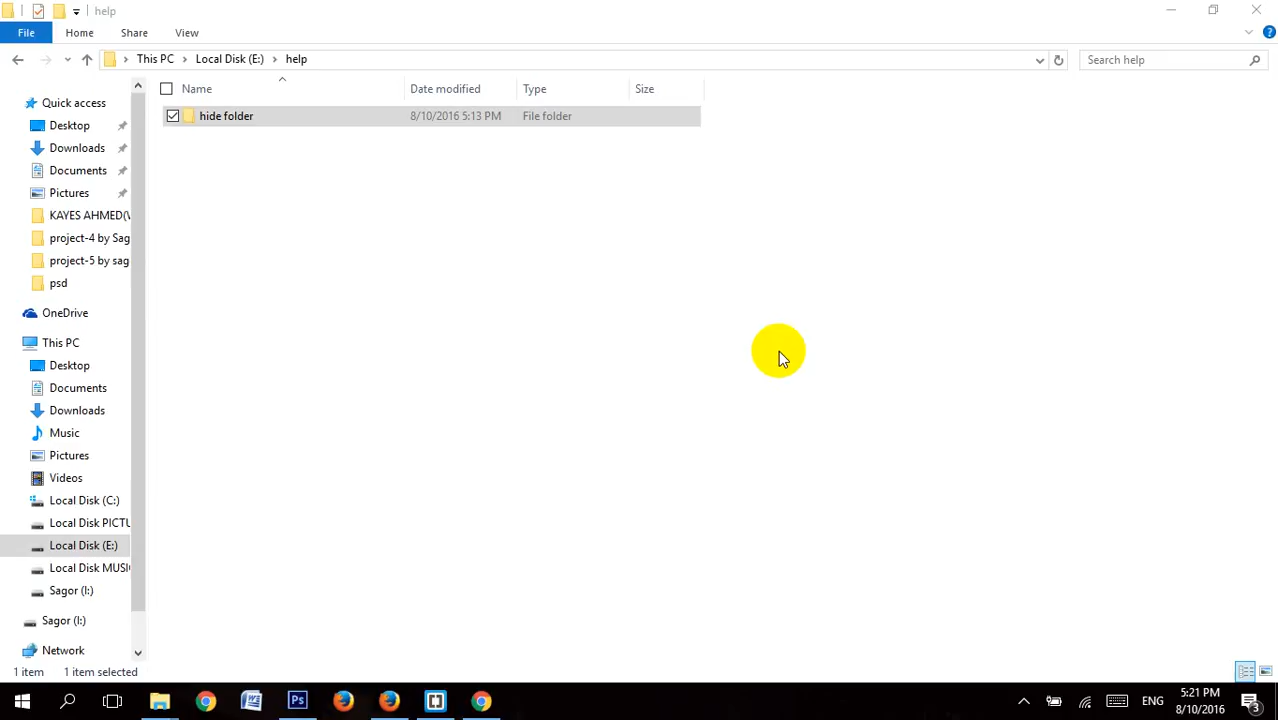 help
File Home Share View
This PC Local Disk (E:) help Search help
Name Date modified Type Size
hide folder 8/10/2016 5:13 PM File folder
Quick access
Desktop
Downloads
Documents
Pictures
KAYES AHMED(W
project-4 by Sag
project-5 by sag
psd
OneDrive
This PC
Desktop
Documents
Downloads
Music
Pictures
Videos
Local Disk (C:)
Local Disk PICTU
Local Disk (E:)
Local Disk MUSI
Sagor (I:)
Sagor (I:)
Network
1 item 1 item selected
Ps ENG 5:21 PM
8/10/2016 3